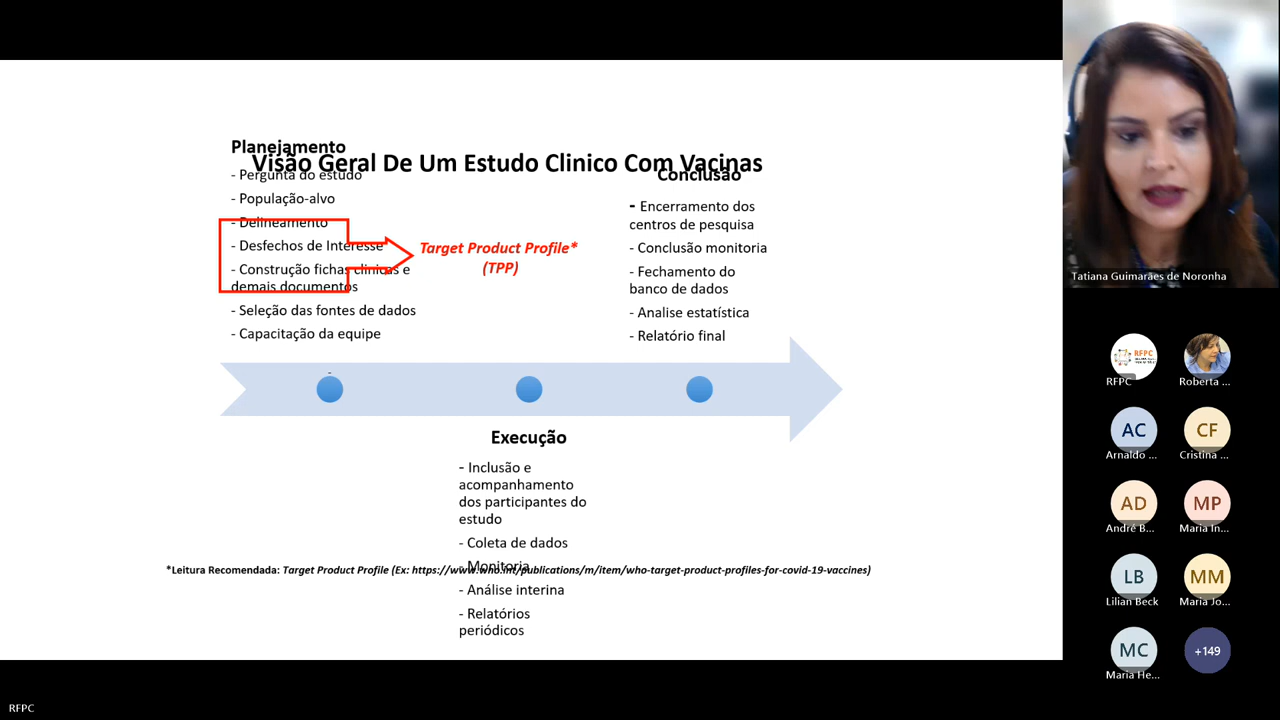 Visão Geral De Um Estudo Clinico Com Vacinas
Planejamento
- Pergunta do estudo
- População-alvo
- Delineamento
- Desfechos de Interesse
- Construção fichas clinicas e
demais documentos
- Seleção das fontes de dados
- Capacitação da equipe
-
Target Product Profile*
(TPP)
Conclusão
- Encerramento dos
centros de pesquisa
- Conclusão monitoria
- Fechamento do
banco de dados
- Analise estatística
- Relatório final
Execução
- Inclusão e
acompanhamento
dos participantes do
estudo
- Coleta de dados
- Monitoria
- Análise interina
- Relatórios
periódicos
*Leitura Recomendada: Target Product Profile (Ex: https://www.who.int/publications/m/item/who-target-product-profiles-for-covid-19-vaccines)
Tatiana Guimarães de Noronha
RFPC
RFPC
Roberta ...
AC
Arnaldo ...
CF
Cristina ...
AD
André B...
MP
Maria In...
LB
Lilian Beck
MM
Maria Jo...
MC
Maria He...
+149
RFPC